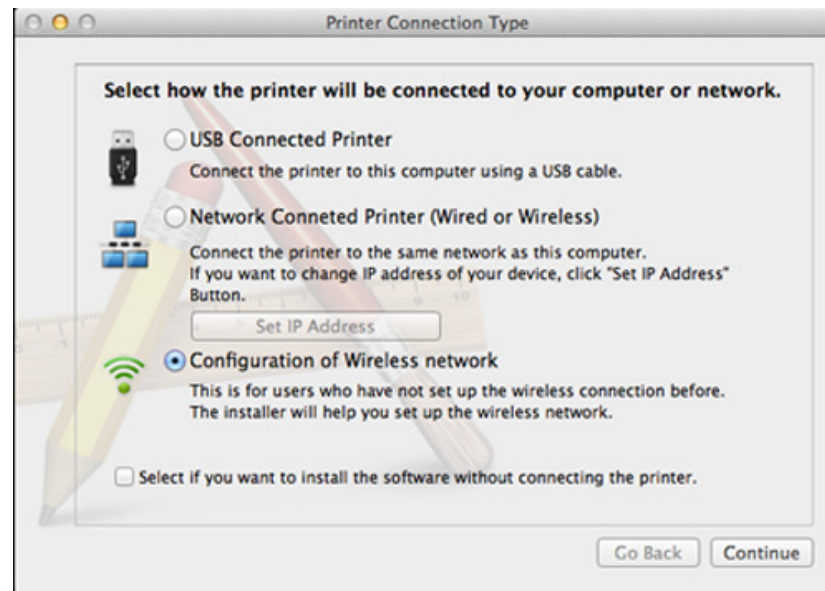 Printer Connection Type
Select how the printer will be connected to your computer or network.
USB Connected Printer
Connect the printer to this computer using a USB cable.
Network Conneted Printer (Wired or Wireless)
Connect the printer to the same network as this computer.
If you want to change IP address of your device, click "Set IP Address"
Button.
Set IP Address
Configuration of Wireless network
This is for users who have not set up the wireless connection before.
The installer will help you set up the wireless network.
Select if you want to install the software without connecting the printer.
Go Back Continue